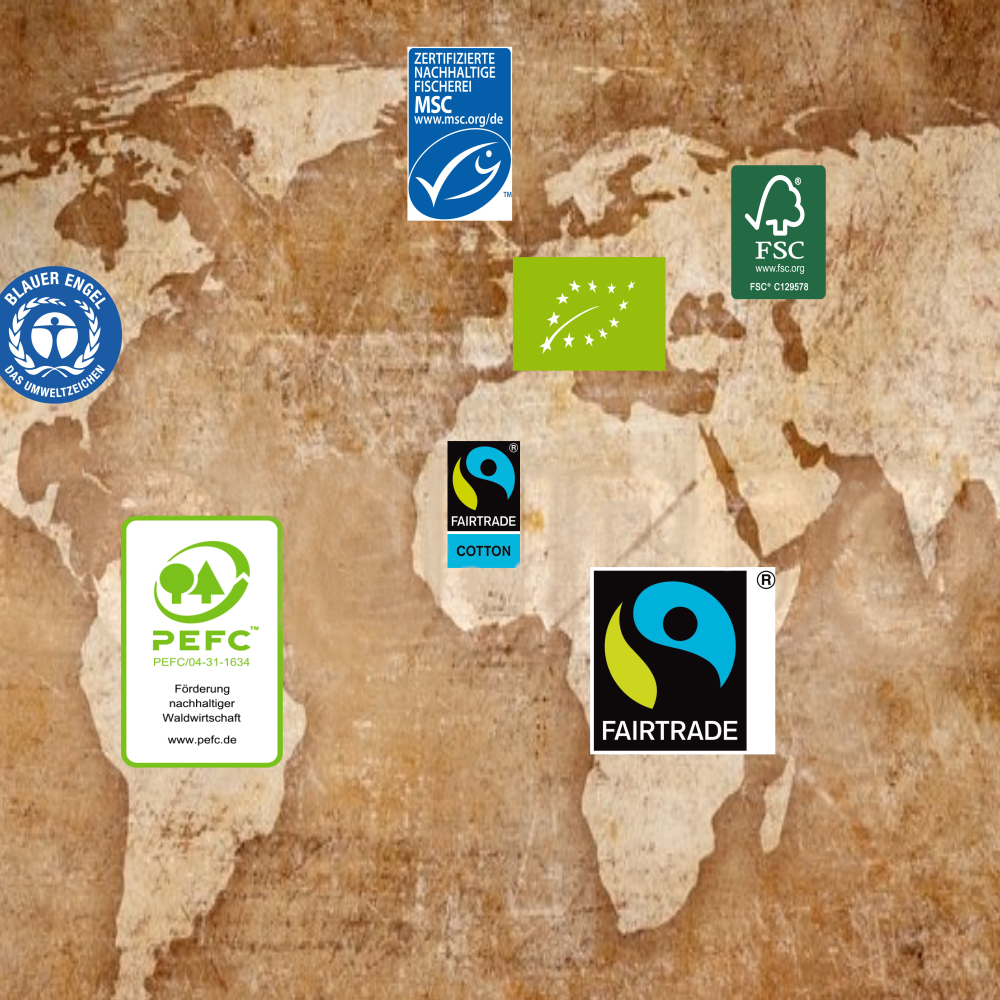 ZERTIFIZIERTE
NACHHALTIGE
FISCHEREI
MSC
www.msc.org/de
TM
®
FSC
www.fsc.org
FSC® C129578
BLAUER ENGEL
DAS UMWELTZEICHEN
®
FAIRTRADE
COTTON
PEFC™
PEFC/04-31-1634
Förderung
nachhaltiger
Waldwirtschaft
www.pefc.de
®
FAIRTRADE